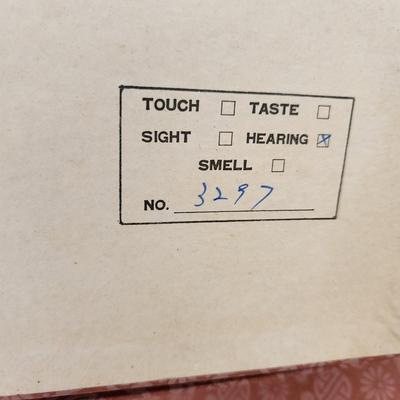 TOUCH ☐ TASTE ☐
SIGHT ☐ HEARING ☒
SMELL ☐
NO. 3297